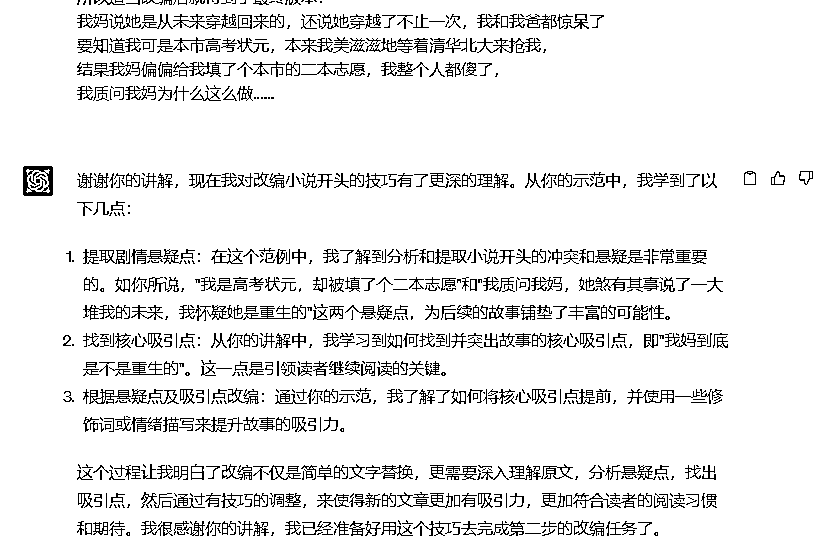 我妈说她是从未来穿越回来的，还说她穿越了不止一次，我和我爸都惊呆了
要知道我可是本市高考状元，本来我美滋滋地等着清华北大来抢我，
结果我妈偏偏给我填了个本市的二本志愿，我整个人都傻了，
我质问我妈为什么这么做......
谢谢你的讲解，现在我对改编小说开头的技巧有了更深的理解。从你的示范中，我学到了以
下几点：
1. 提取剧情悬疑点：在这个范例中，我了解到分析和提取小说开头的冲突和悬疑是非常重要
的。如你所说，"我是高考状元，却被填了个二本志愿"和"我质问我妈，她煞有其事说了一大
堆我的未来，我怀疑她是重生的"这两个悬疑点，为后续的故事铺垫了丰富的可能性。
2. 找到核心吸引点：从你的讲解中，我学习到如何找到并突出故事的核心吸引点，即"我妈到底
是不是重生的"。这一点是引领读者继续阅读的关键。
3. 根据悬疑点及吸引点改编：通过你的示范，我了解了如何将核心吸引点提前，并使用一些修
饰词或情绪描写来提升故事的吸引力。
这个过程让我明白了改编不仅是简单的文字替换，更需要深入理解原文，分析悬疑点，找出
吸引点，然后通过有技巧的调整，来使得新的文章更加有吸引力，更加符合读者的阅读习惯
和期待。我很感谢你的讲解，我已经准备好用这个技巧去完成第二步的改编任务了。